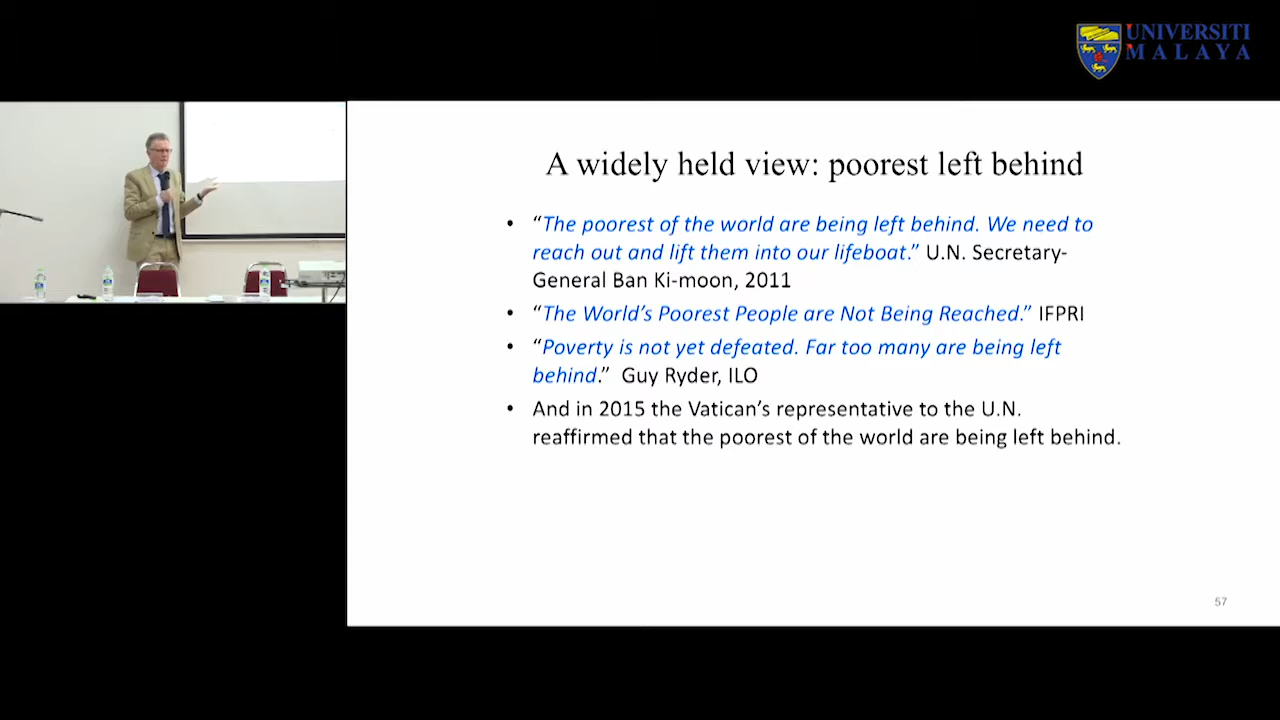 UNIVERSITI
MALAYA
A widely held view: poorest left behind
• “The poorest of the world are being left behind. We need to
reach out and lift them into our lifeboat.” U.N. Secretary-
General Ban Ki-moon, 2011
• “The World’s Poorest People are Not Being Reached.” IFPRI
• “Poverty is not yet defeated. Far too many are being left
behind.” Guy Ryder, ILO
• And in 2015 the Vatican’s representative to the U.N.
reaffirmed that the poorest of the world are being left behind.
57